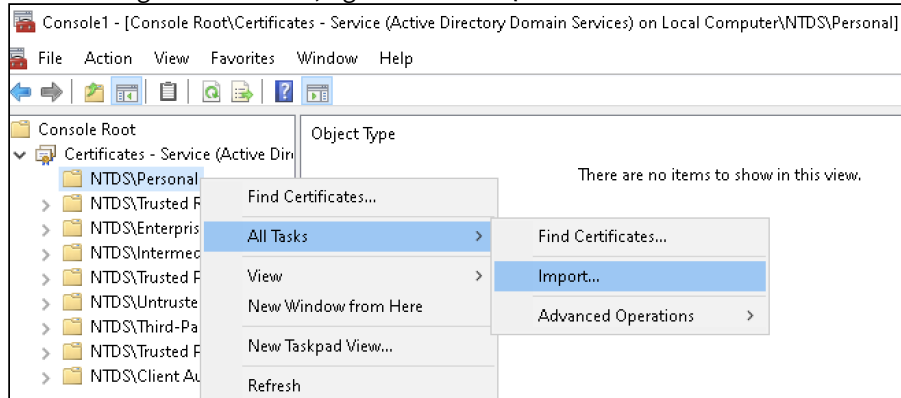 Console1 - [Console Root\Certificates - Service (Active Directory Domain Services) on Local Computer\NTDS\Personal]
File Action View Favorites Window Help
Console Root
Object Type
Certificates - Service (Active Dire
There are no items to show in this view.
NTDS\Personal
NTDS\Trusted R
NTDS\Enterpris
NTDS\Intermec
NTDS\Trusted P
NTDS\Untruste
NTDS\Third-Pa
NTDS\Trusted P
NTDS\Client Au
Find Certificates...
All Tasks
View
New Window from Here
New Taskpad View...
Refresh
Find Certificates...
Import...
Advanced Operations